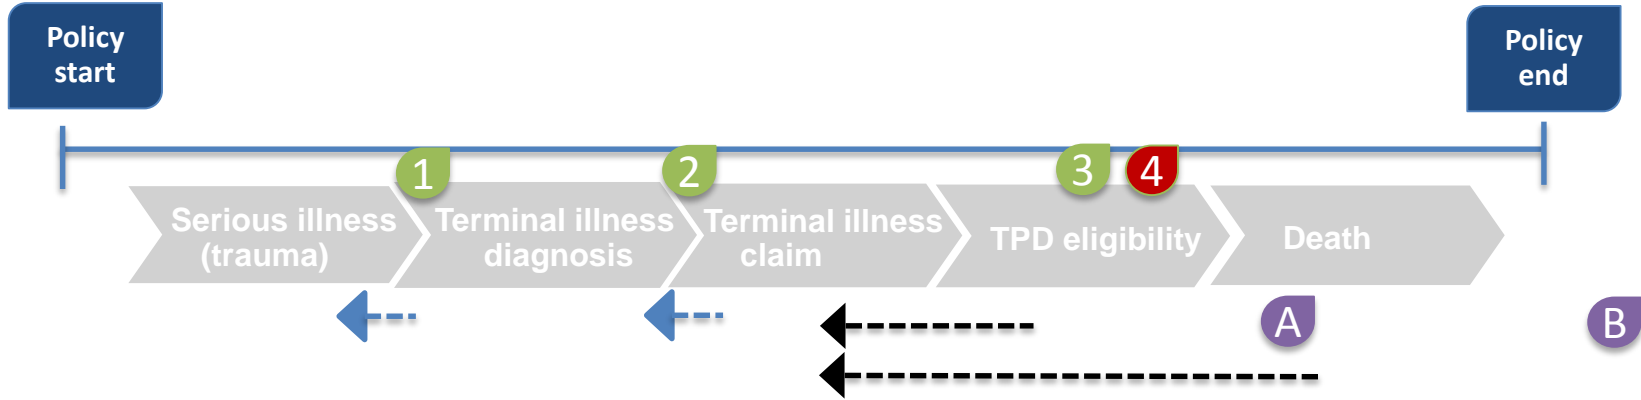 Policy
start
Policy
end
1
2
3
4
Serious illness
(trauma)
Terminal illness
diagnosis
Terminal illness
claim
TPD eligibility
Death
A
B